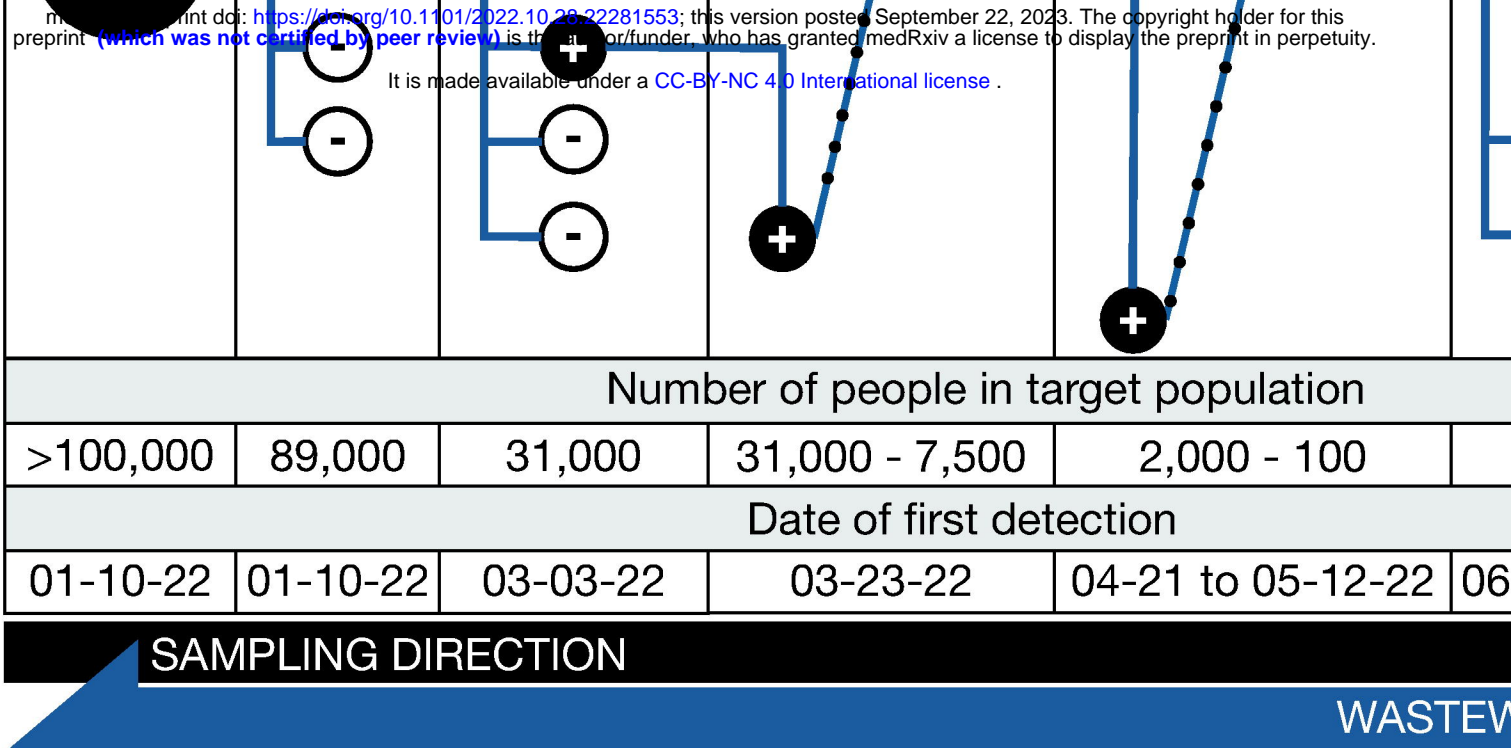 int doi: https://doi.org/10.1101/2022.10.28.22281553; this version posted September 22, 2023. The copyright holder for this
preprint (which was not certified by peer review) is the or/funder, who has granted medRxiv a license to display the preprint in perpetuity.
- +
It is made available under a CC-BY-NC 4.0 International license .
- -
- +
+
Number of people in target population
>100,000 89,000 31,000 31,000 - 7,500 2,000 - 100
Date of first detection
01-10-22 01-10-22 03-03-22 03-23-22 04-21 to 05-12-22 06
SAMPLING DIRECTION
WASTEW